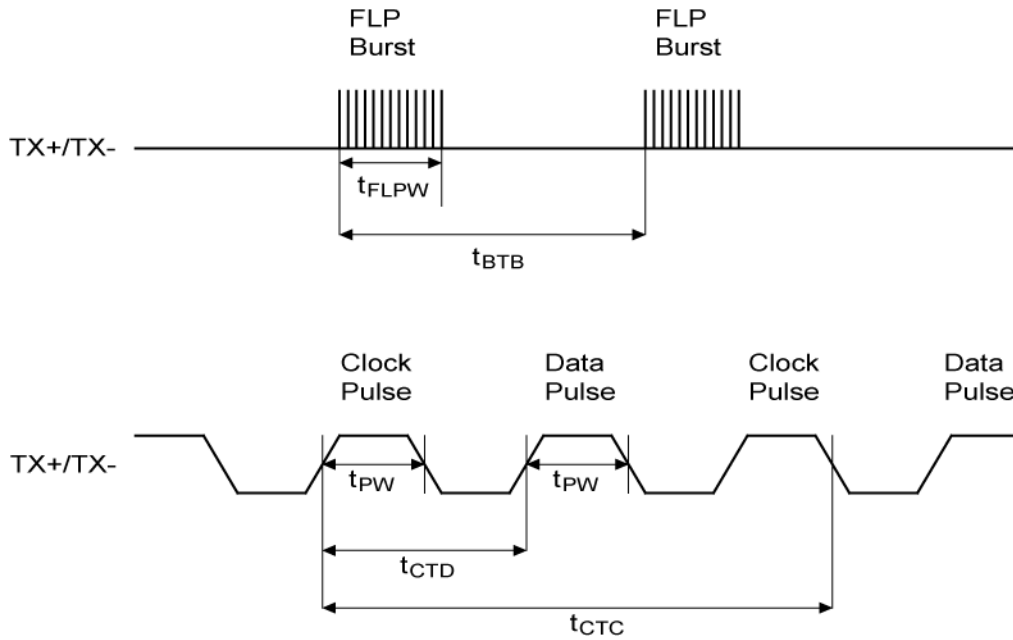 FLP
Burst
FLP
Burst
TX+/TX-
tFLPW
tBTB
Clock
Pulse
Data
Pulse
Clock
Pulse
Data
Pulse
TX+/TX-
tPW
tPW
tCTD
tCTC